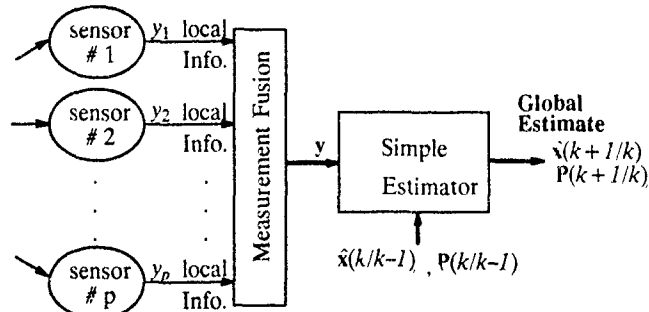 sensor
# 1
y1 local
Info.
sensor
# 2
y2 local
Info.
sensor
# p
yp local
Info.
Measurement Fusion
y
Simple
Estimator
x̂(k/k-1) , P(k/k-1)
Global
Estimate
x̂(k+1/k)
P(k+1/k)